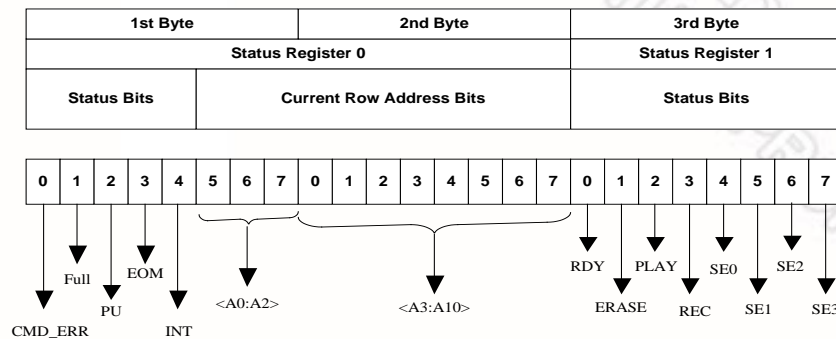 1st Byte 2nd Byte 3rd Byte
Status Register 0 Status Register 1
Status Bits Current Row Address Bits Status Bits
0 1 2 3 4 5 6 7 0 1 2 3 4 5 6 7 0 1 2 3 4 5 6 7
Full EOM RDY PLAY SE0 SE2
PU <A0:A2> <A3:A10> ERASE REC SE1 SE3
CMD_ERR INT